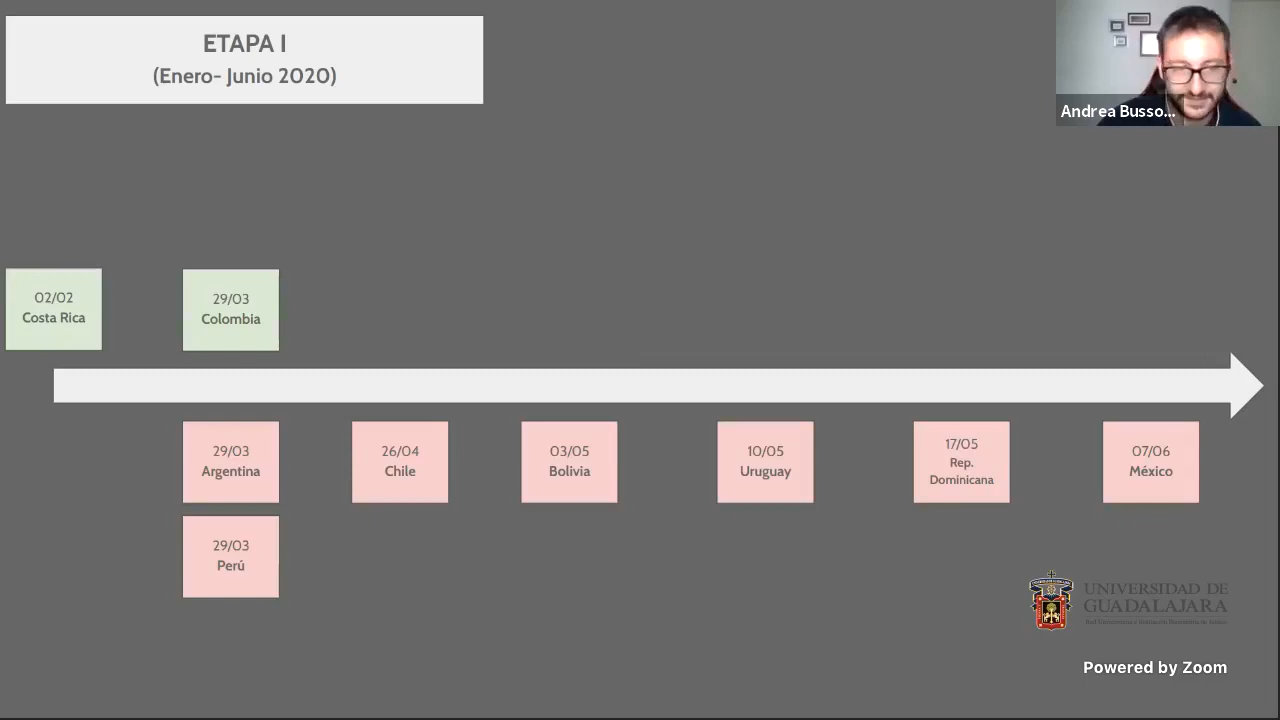 ETAPA I
(Enero- Junio 2020)
Andrea Busso...
02/02
Costa Rica
29/03
Colombia
29/03
Argentina
26/04
Chile
03/05
Bolivia
10/05
Uruguay
17/05
Rep.
Dominicana
07/06
México
29/03
Perú
UNIVERSIDAD DE
GUADALAJARA
Powered by Zoom